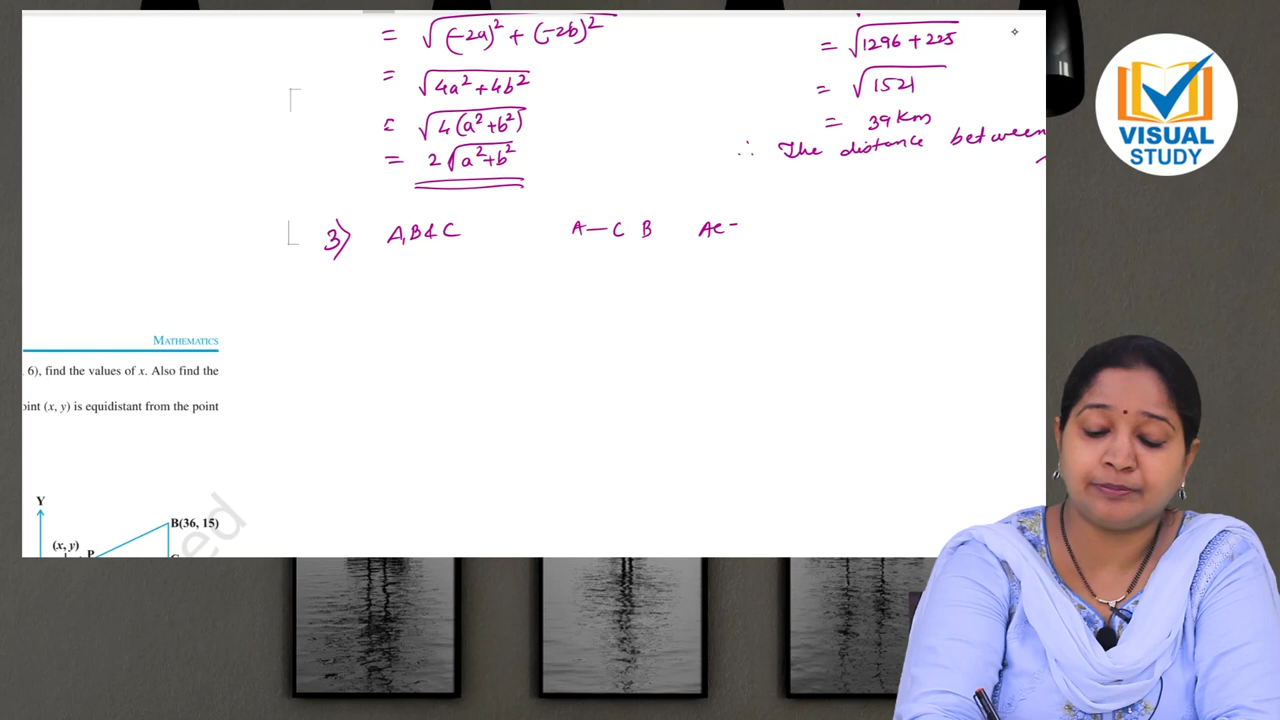 = √(-2a)² + (-2b)²
= √4a² + 4b²
= √4(a² + b²)
= 2√a² + b²
= √1296 + 225
= √1521
= 39 Km
∴ The distance between
3) A, B & C A — C B AC =
MATHEMATICS
6), find the values of x. Also find the
oint (x, y) is equidistant from the point
Y
B(36, 15)
(x, y)
P
VISUAL
STUDY